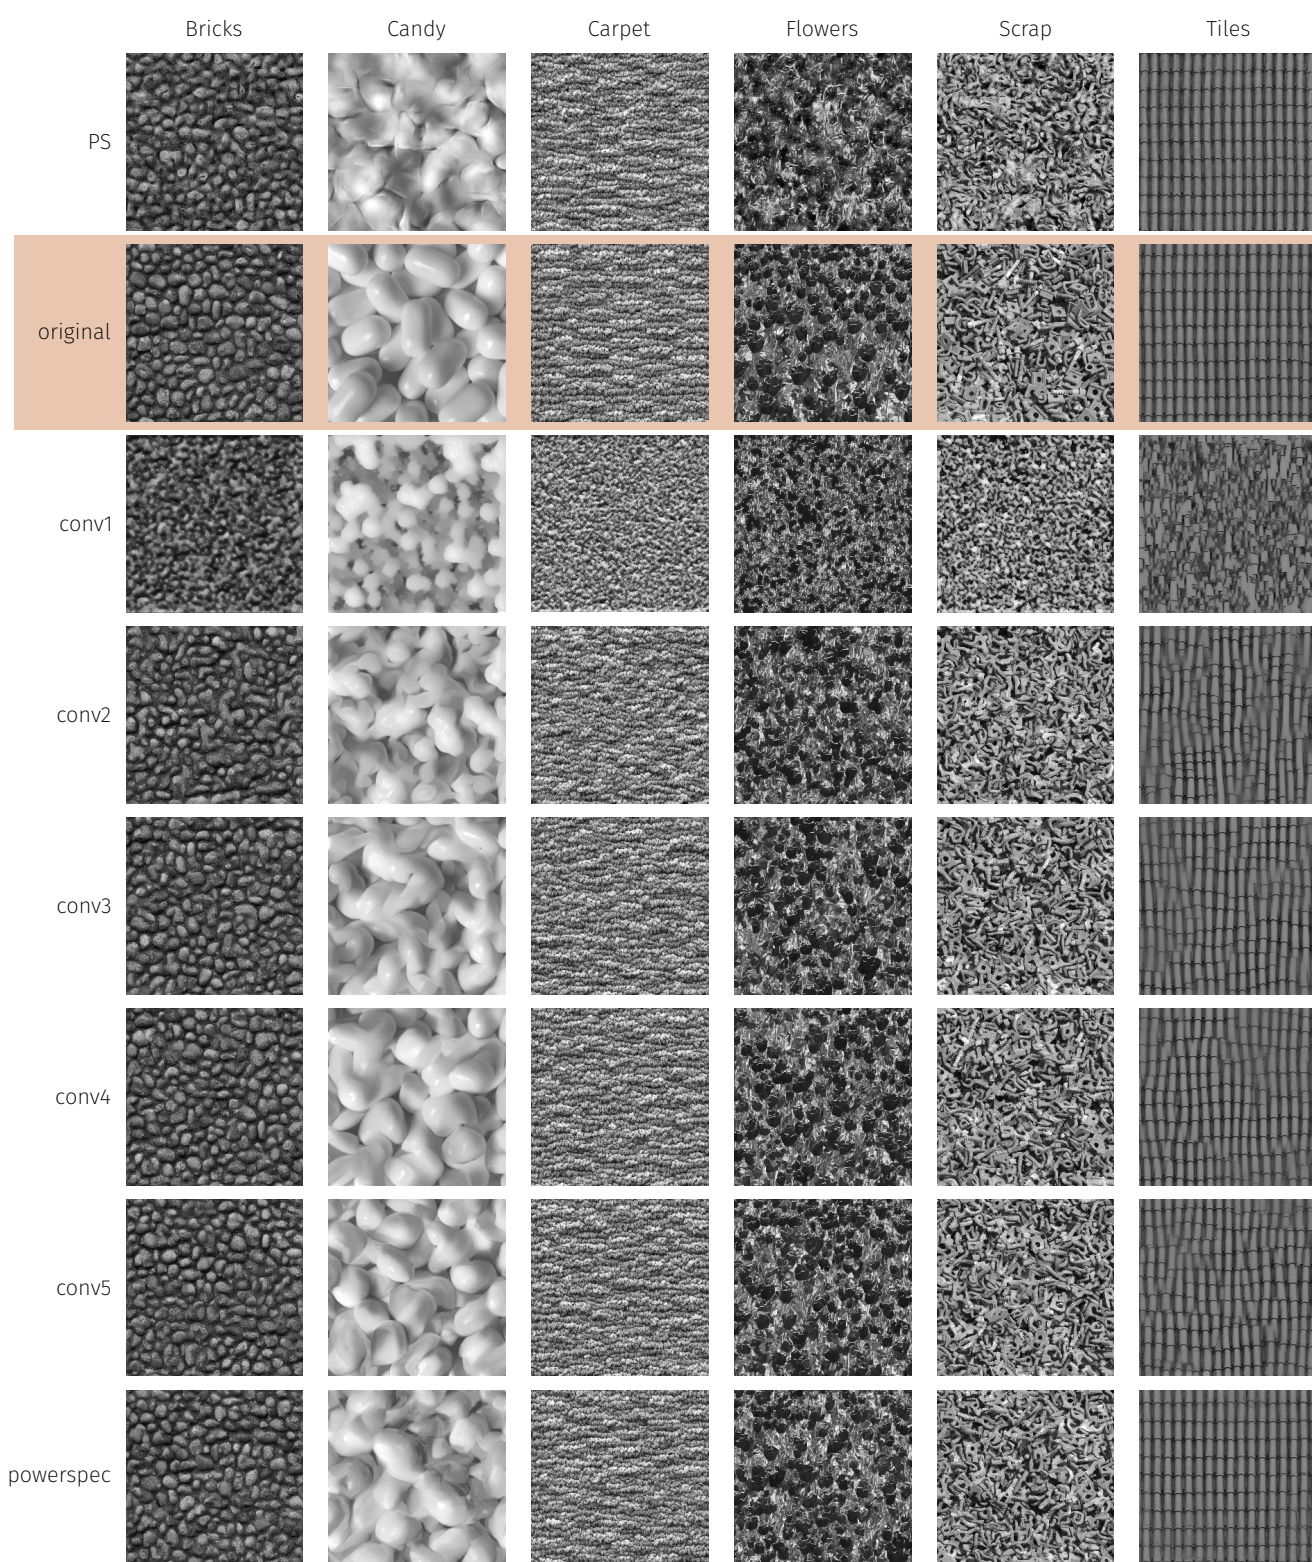 Bricks Candy Carpet Flowers Scrap Tiles
PS
original
conv1
conv2
conv3
conv4
conv5
powerspec